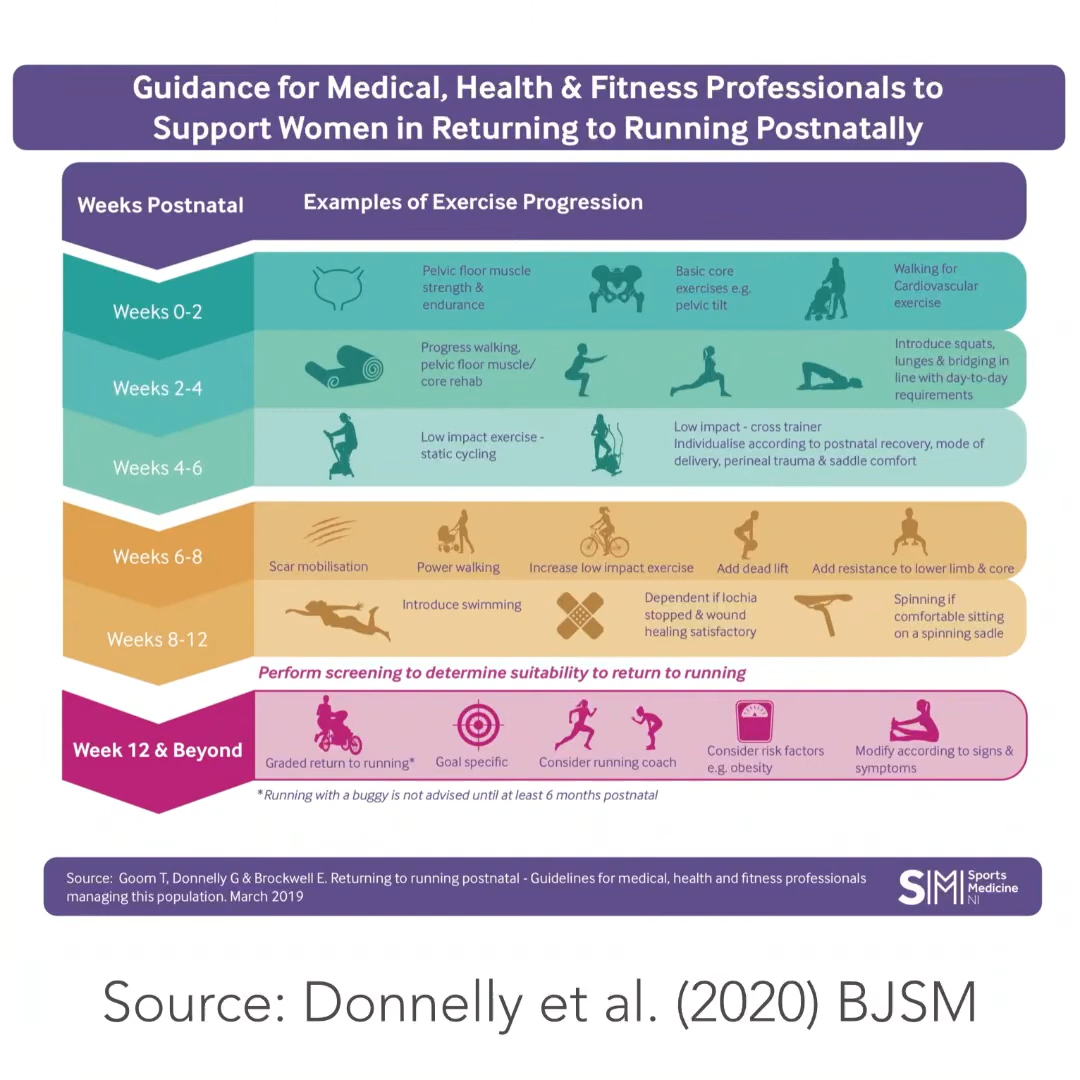 Guidance for Medical, Health & Fitness Professionals to
Support Women in Returning to Running Postnatally
Weeks Postnatal
Examples of Exercise Progression
Weeks 0-2
Pelvic floor muscle
strength &
endurance
Basic core
exercises e.g.
pelvic tilt
Walking for
Cardiovascular
exercise
Weeks 2-4
Progress walking,
pelvic floor muscle/
core rehab
Introduce squats,
lunges & bridging in
line with day-to-day
requirements
Weeks 4-6
Low impact exercise -
static cycling
Low impact - cross trainer
Individualise according to postnatal recovery, mode of
delivery, perineal trauma & saddle comfort
Weeks 6-8
Scar mobilisation
Power walking
Increase low impact exercise
Add dead lift
Add resistance to lower limb & core
Weeks 8-12
Introduce swimming
Dependent if lochia
stopped & wound
healing satisfactory
Spinning if
comfortable sitting
on a spinning sadle
Perform screening to determine suitability to return to running
Week 12 & Beyond
Graded return to running*
Goal specific
Consider running coach
Consider risk factors
e.g. obesity
Modify according to signs &
symptoms
*Running with a buggy is not advised until at least 6 months postnatal
Source: Goom T, Donnelly G & Brockwell E. Returning to running postnatal - Guidelines for medical, health and fitness professionals
managing this population. March 2019
SMI
Sports
Medicine
NI
Source: Donnelly et al. (2020) BJSM